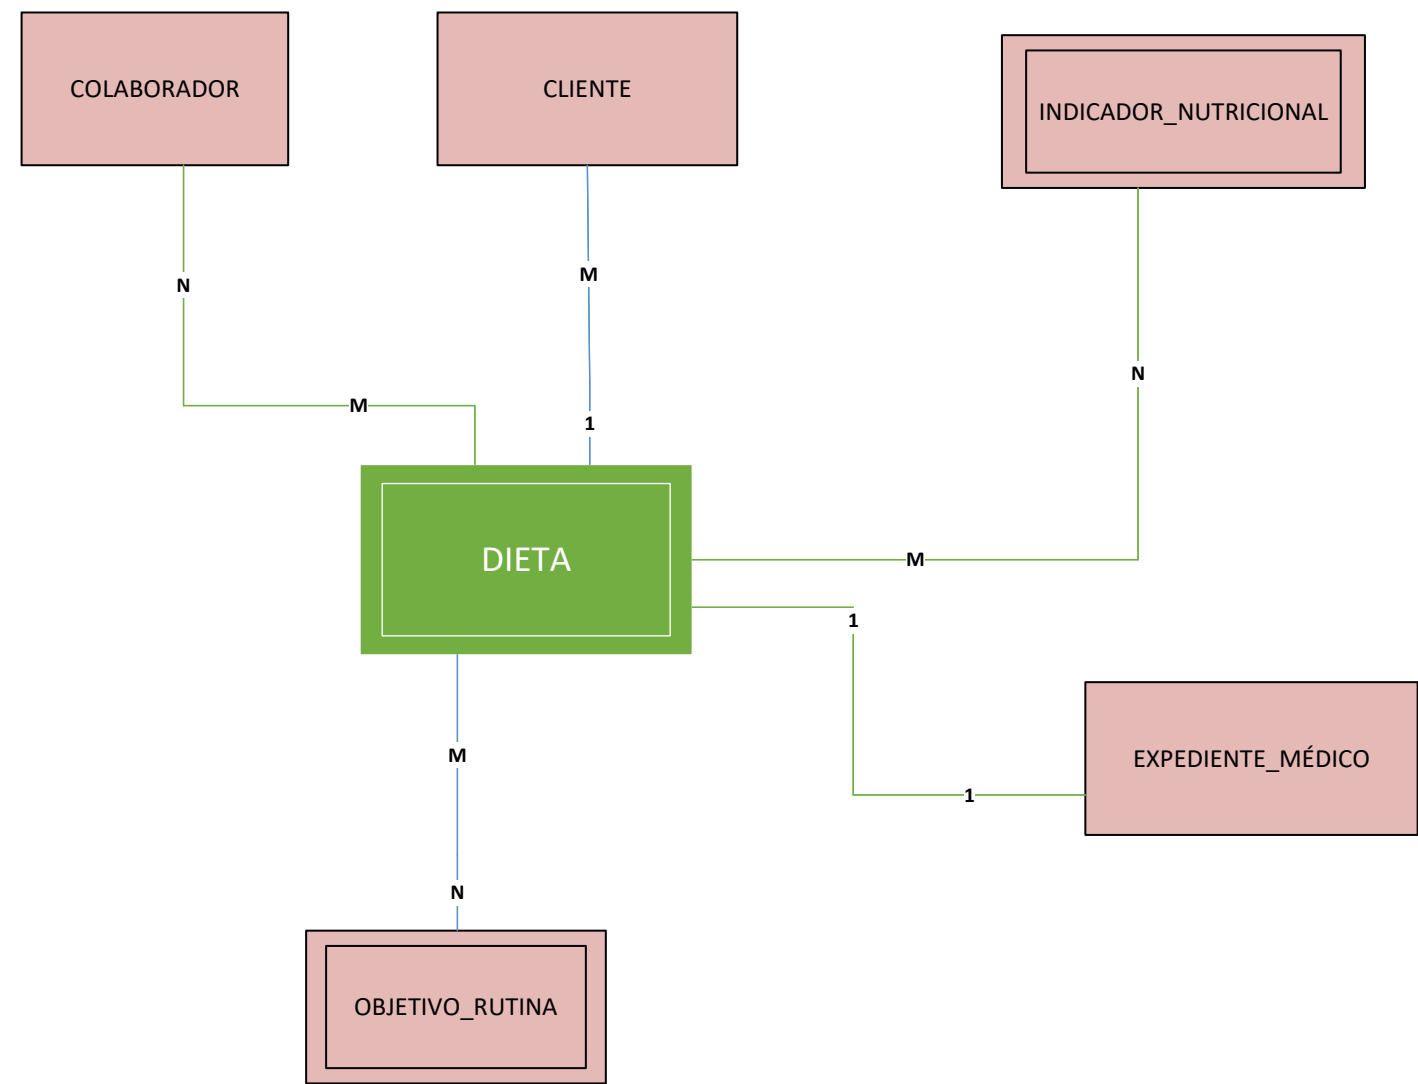 COLABORADOR
CLIENTE
INDICADOR_NUTRICIONAL
M
N
N
M
1
DIETA
M
1
M
EXPEDIENTE_MÉDICO
1
N
OBJETIVO_RUTINA